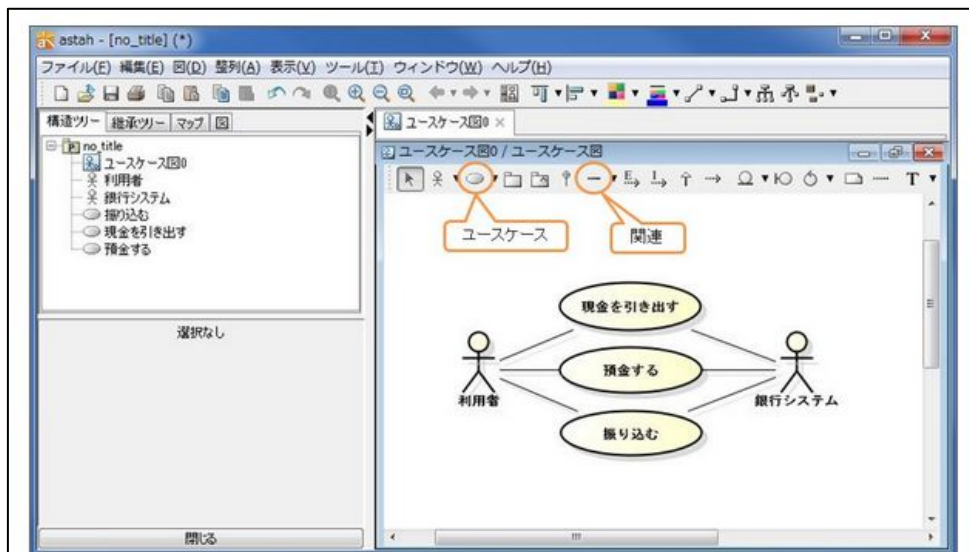 astah - [no_title] (*)
ファイル(F) 編集(E) 図(D) 整列(A) 表示(V) ツール(T) ウィンドウ(W) ヘルプ(H)
構造ツリー 継承ツリー マップ 図
no_title
ユースケース図0
利用者
銀行システム
振り込む
現金を引き出す
預金する
選択なし
閉じる
ユースケース図0
ユースケース図0 / ユースケース図
T
ユースケース
関連
現金を引き出す
預金する
振り込む
利用者
銀行システム